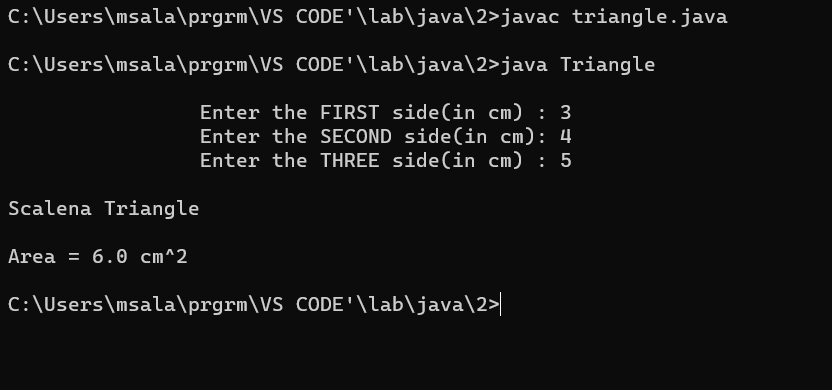 C:\Users\msala\prgrm\VS CODE'\lab\java\2>javac triangle.java
C:\Users\msala\prgrm\VS CODE'\lab\java\2>java Triangle
Enter the FIRST side(in cm) : 3
Enter the SECOND side(in cm): 4
Enter the THREE side(in cm) : 5
Scalena Triangle
Area = 6.0 cm^2
C:\Users\msala\prgrm\VS CODE'\lab\java\2>